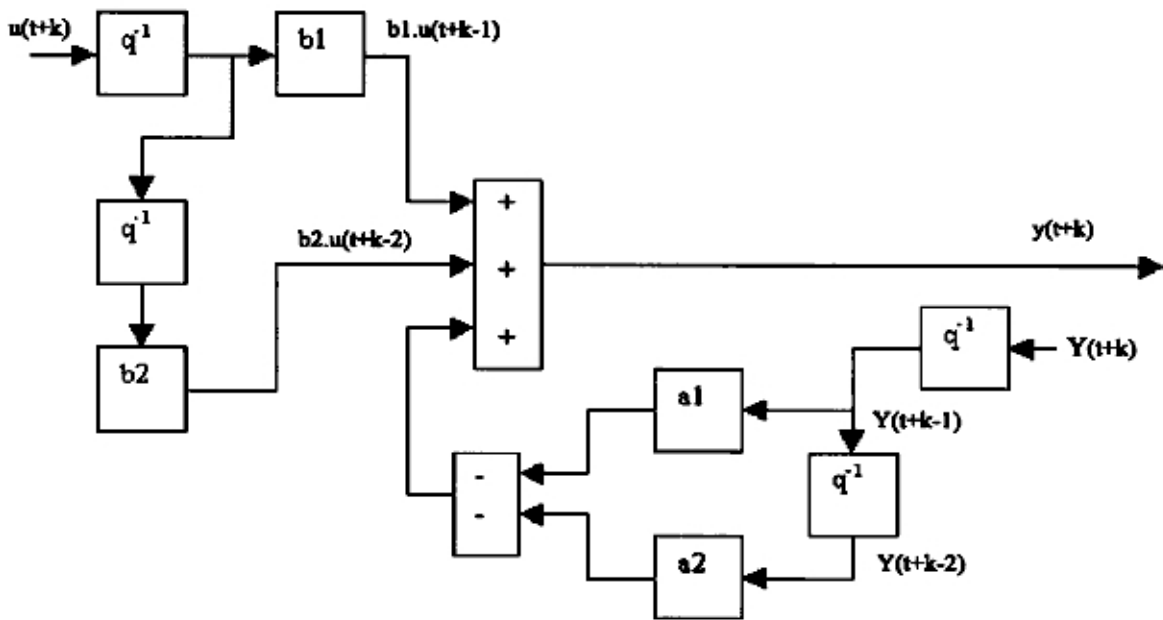 u(t+k)
q⁻¹
b1
b1.u(t+k-1)
q⁻¹
+
b2.u(t+k-2)
+
y(t+k)
+
b2
q⁻¹
Y(t+k)
a1
Y(t+k-1)
-
-
q⁻¹
a2
Y(t+k-2)